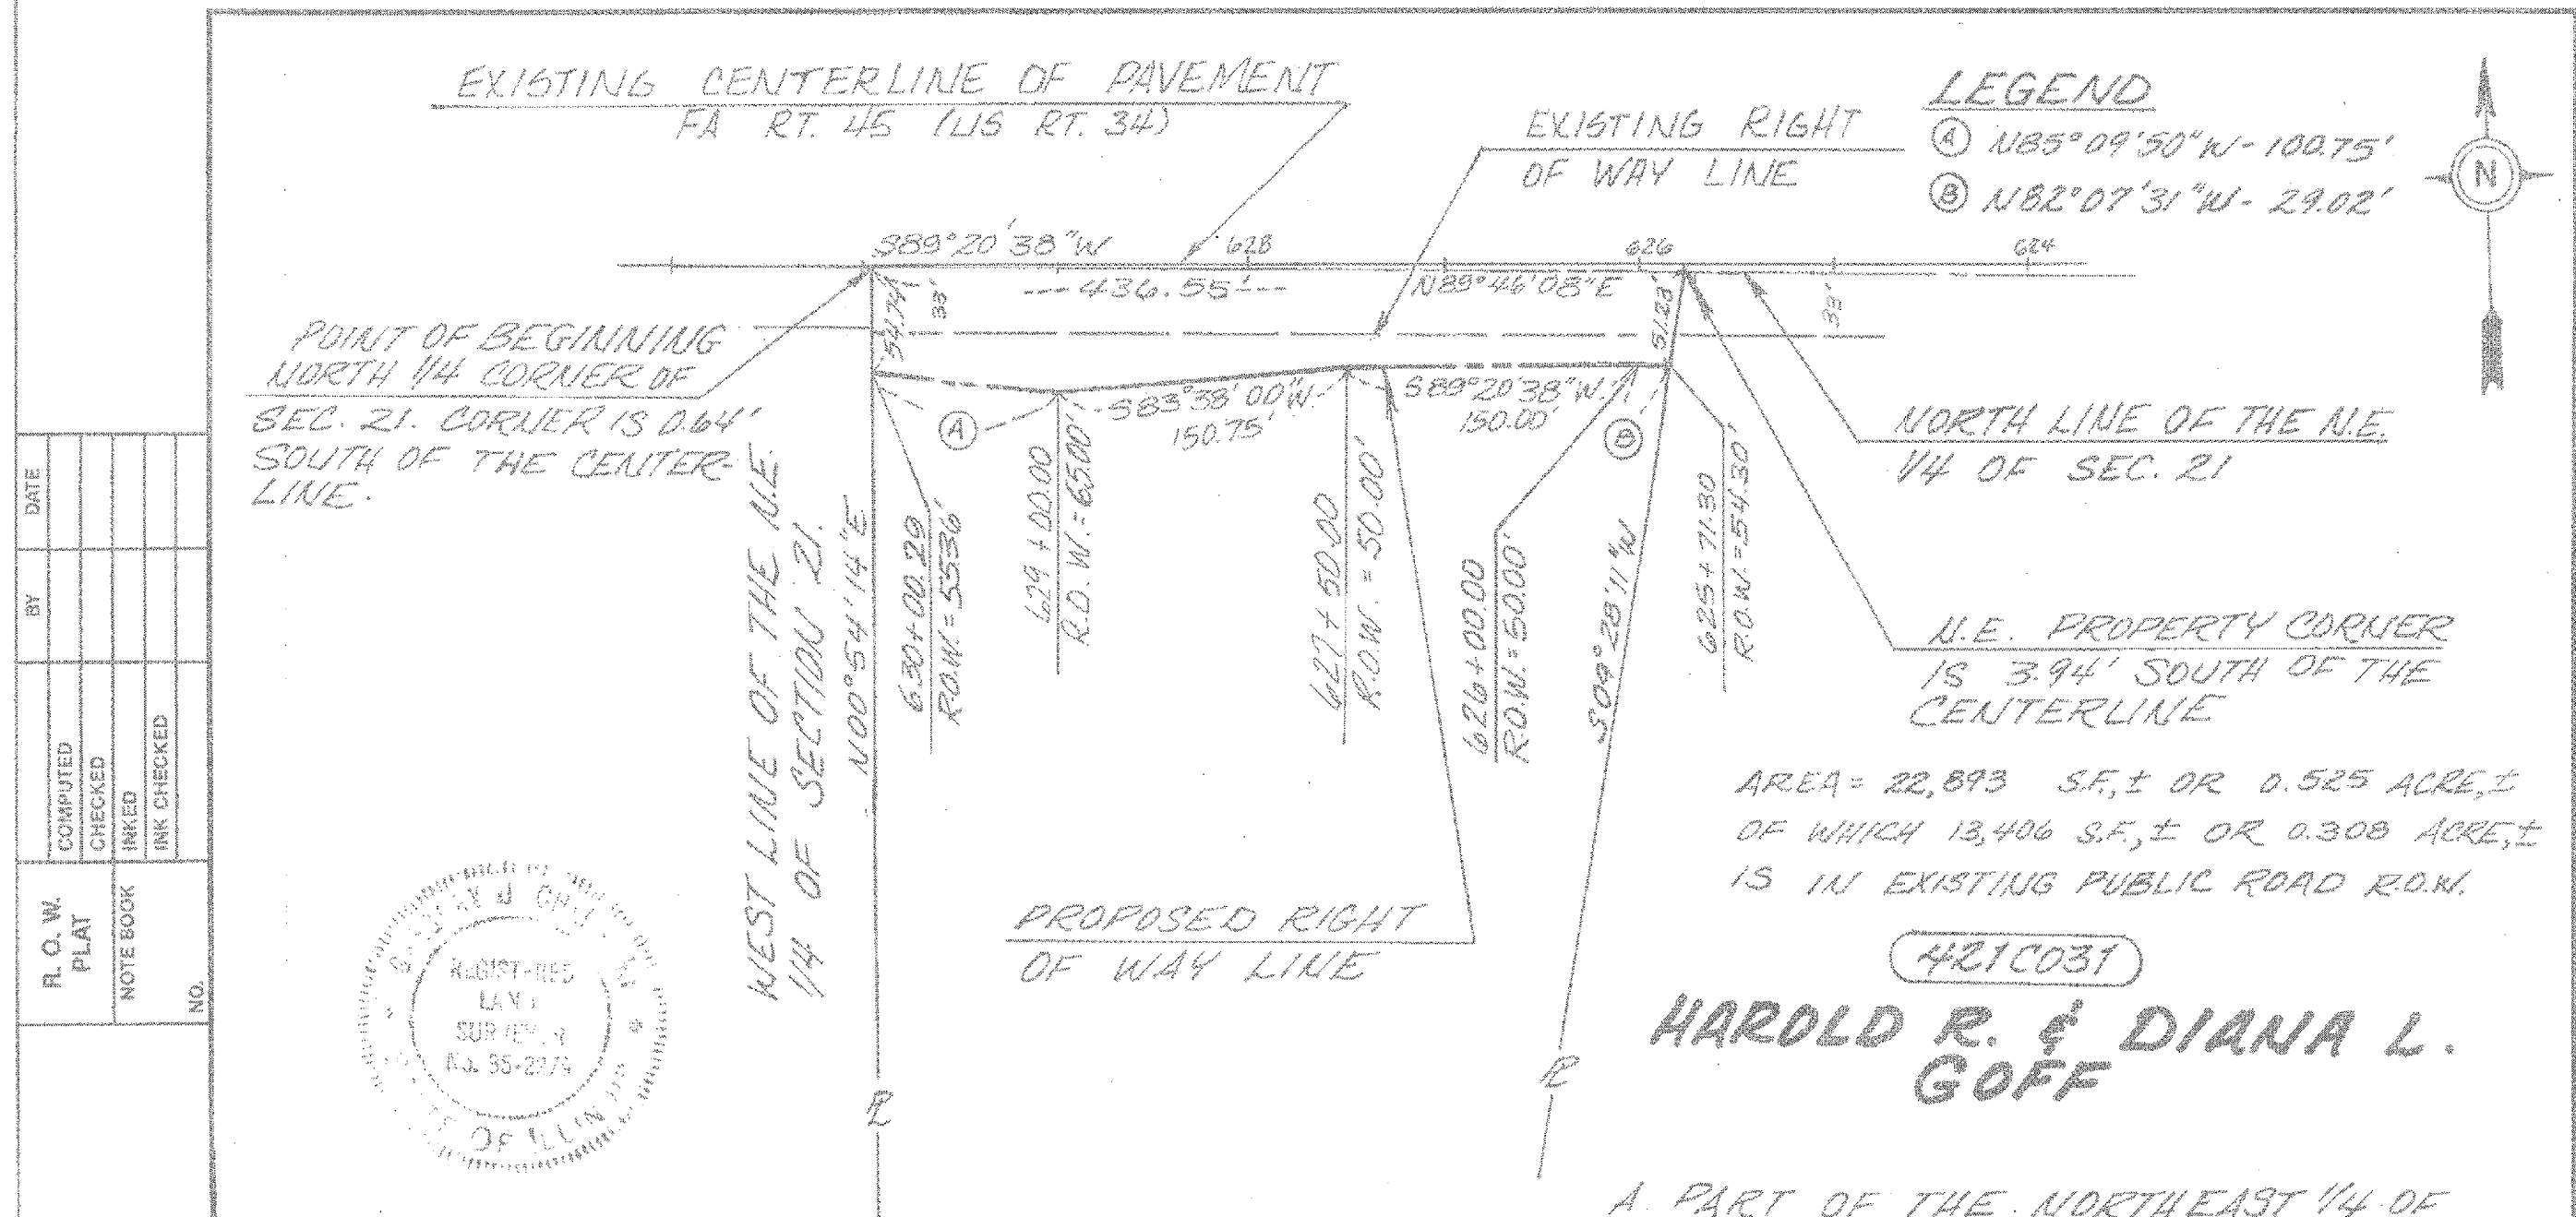 EXISTING CENTERLINE OF PAVEMENT
FA RT. 45 (US RT. 34)
EXISTING RIGHT
OF WAY LINE
LEGEND
A N85°09'50"W - 100.75'
B N82°07'31"W - 29.02'
N
S89°20'38"W
628
626
624
436.55'
N89°46'08"E
54.74'
33'
51.23'
33'
POINT OF BEGINNING
NORTH 1/4 CORNER OF
SEC. 21. CORNER IS 0.64'
SOUTH OF THE CENTER-
LINE.
A
S83°38'00"W
150.75'
S89°20'38"W
150.00'
B
NORTH LINE OF THE N.E.
1/4 OF SEC. 21
WEST LINE OF THE N.E.
1/4 OF SECTION 21.
N00°54'14"E
630+00.29
R.O.W.=55.36'
629+00.00
R.O.W.=65.00'
627+50.00
R.O.W.=50.00'
626+00.00
R.O.W.=50.00'
S09°28'11"W
625+71.30
R.O.W.=54.30'
N.E. PROPERTY CORNER
IS 3.94' SOUTH OF THE
CENTERLINE
AREA= 22,893 S.F.,± OR 0.525 ACRE,±
OF WHICH 13,406 S.F.,± OR 0.308 ACRE,±
IS IN EXISTING PUBLIC ROAD R.O.W.
PROPOSED RIGHT
OF WAY LINE
421C031
HAROLD R. & DIANA L.
GOFF
A PART OF THE NORTHEAST 1/4 OF
PL
PL
REGISTERED
LAND
SURVEYOR
No. 35-2274
OF ILLINOIS
DATE
BY
COMPUTED
CHECKED
INKED
INK CHECKED
R. O. W.
PLAT
NOTE BOOK
NO.